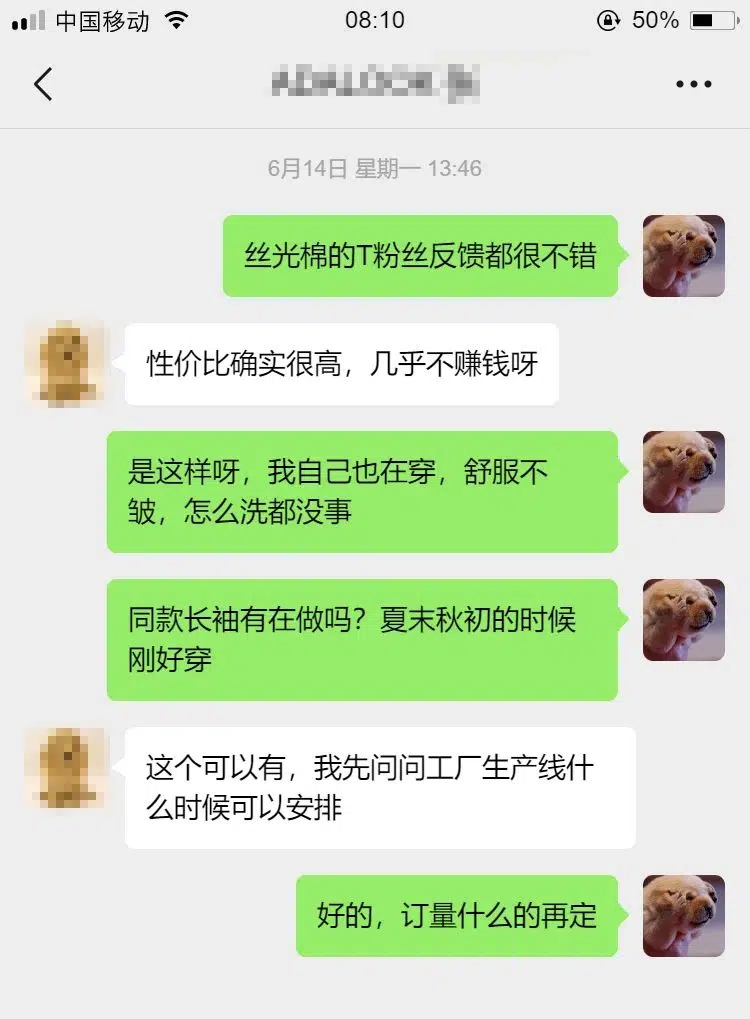 中国移动 08:10 50%
6月14日 星期一 13:46
丝光棉的T粉丝反馈都很不错
性价比确实很高，几乎不赚钱呀
是这样呀，我自己也在穿，舒服不
皱，怎么洗都没事
同款长袖有在做吗？夏末秋初的时候
刚好穿
这个可以有，我先问问工厂生产线什
么时候可以安排
好的，订量什么的再定